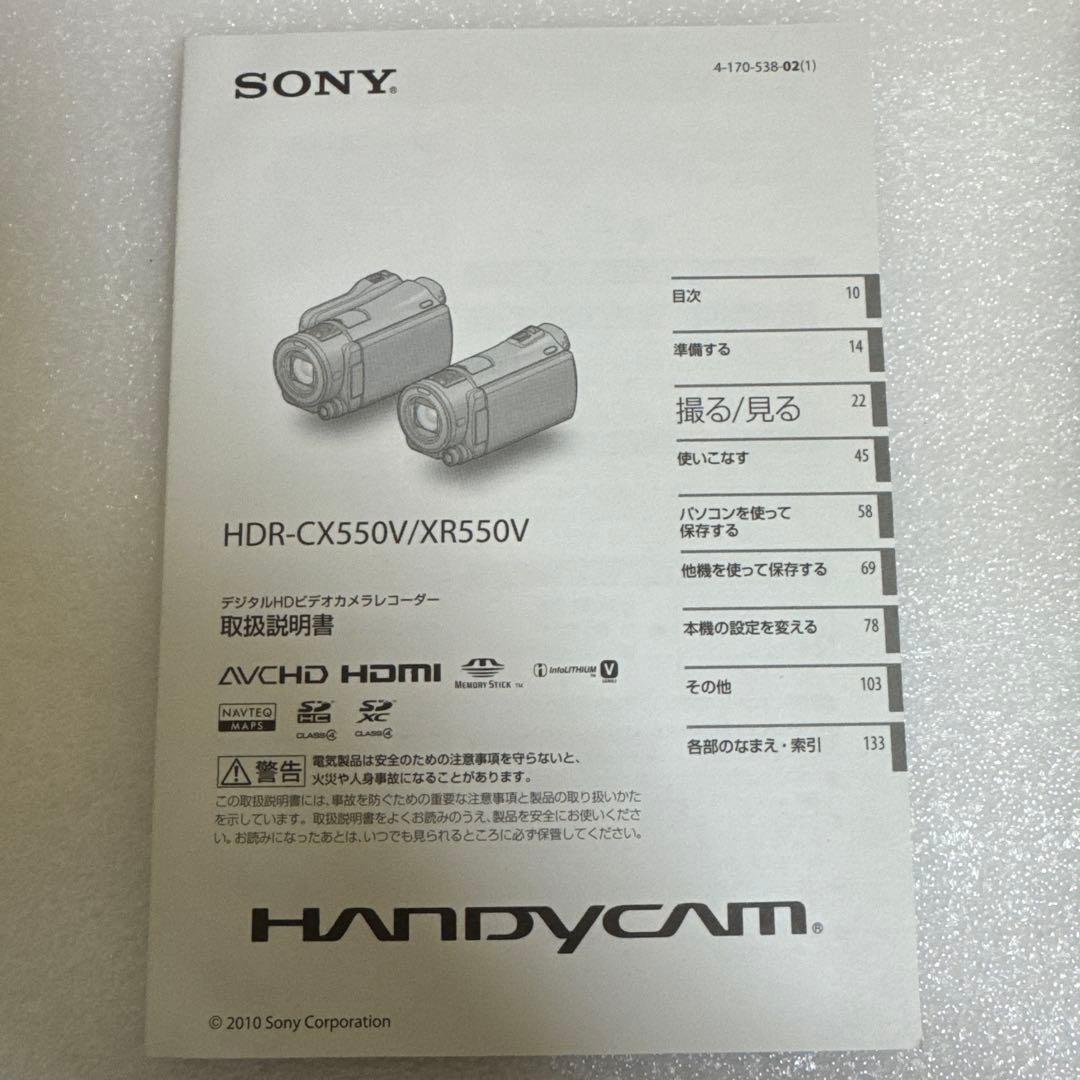 SONY®
4-170-538-02(1)
目次 10
準備する 14
撮る/見る 22
使いこなす 45
パソコンを使って
保存する 58
他機を使って保存する 69
本機の設定を変える 78
その他 103
各部のなまえ・索引 133
HDR-CX550V/XR550V
デジタルHDビデオカメラレコーダー
取扱説明書
AVCHD HDMI MEMORY STICK ™ InfoLITHIUM ™ V SERIES
NAVTEQ MAPS SD HC CLASS4 SD XC CLASS4
警告 電気製品は安全のための注意事項を守らないと、
火災や人身事故になることがあります。
この取扱説明書には、事故を防ぐための重要な注意事項と製品の取り扱いかた
を示しています。取扱説明書をよくお読みのうえ、製品を安全にお使いくださ
い。お読みになったあとは、いつでも見られるところに必ず保管してください。
HANDYCAM®
© 2010 Sony Corporation